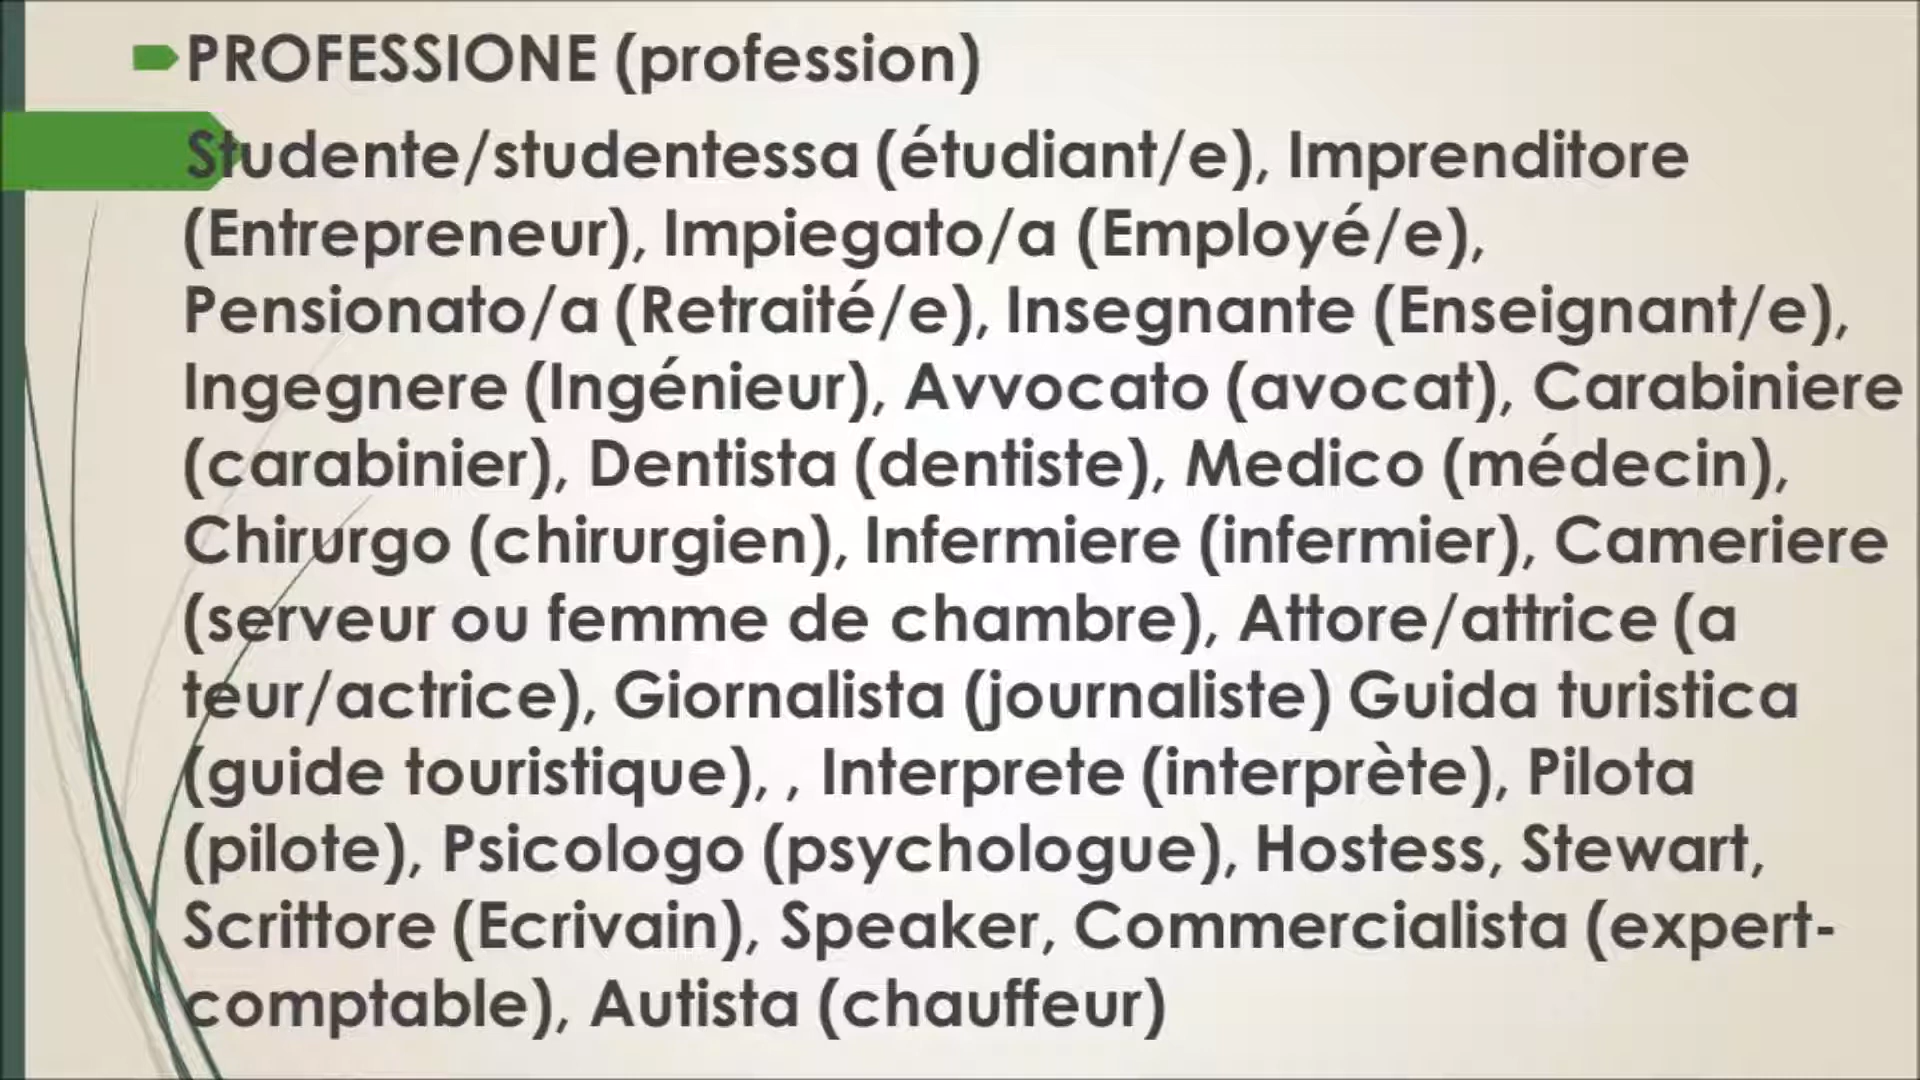 PROFESSIONE (profession)
Studente/studentessa (étudiant/e), Imprenditore
(Entrepreneur), Impiegato/a (Employé/e),
Pensionato/a (Retraité/e), Insegnante (Enseignant/e),
Ingegnere (Ingénieur), Avvocato (avocat), Carabiniere
(carabinier), Dentista (dentiste), Medico (médecin),
Chirurgo (chirurgien), Infermiere (infermier), Cameriere
(serveur ou femme de chambre), Attore/attrice (a
teur/actrice), Giornalista (journaliste) Guida turistica
(guide touristique), , Interprete (interprète), Pilota
(pilote), Psicologo (psychologue), Hostess, Stewart,
Scrittore (Ecrivain), Speaker, Commercialista (expert-
comptable), Autista (chauffeur)